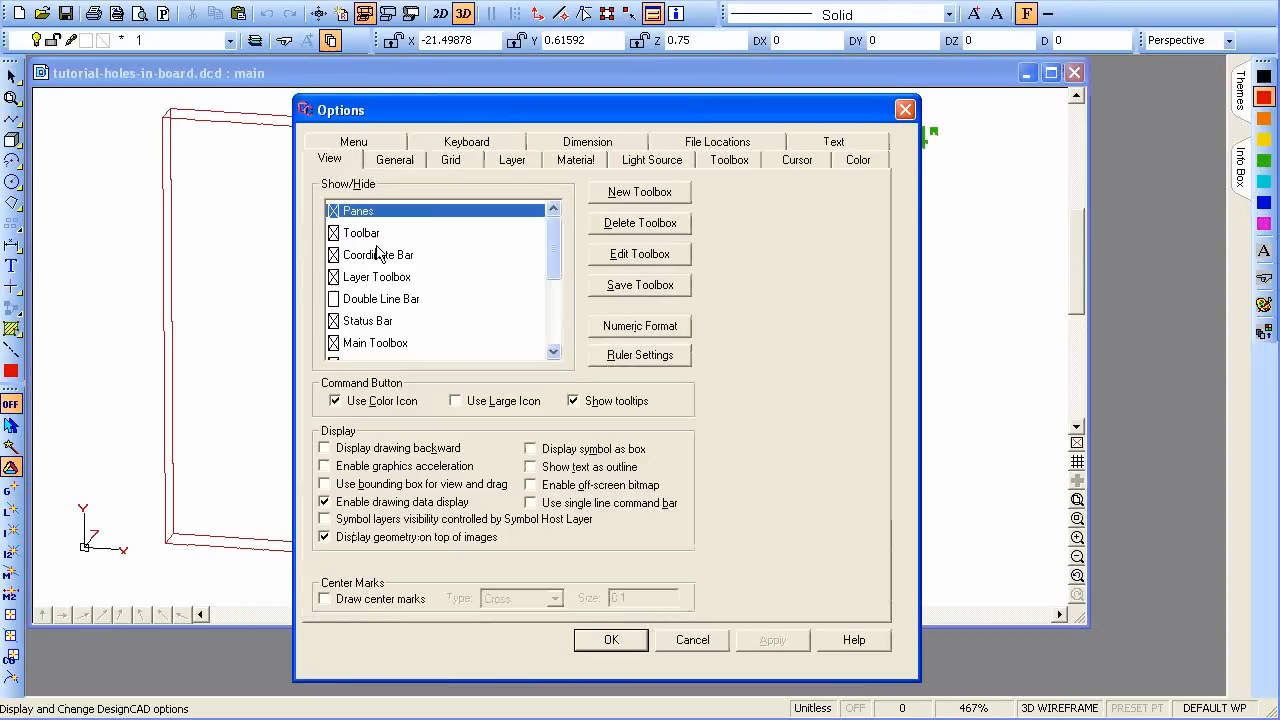 2D 3D Solid F
* 1 X -21.49878 Y 0.61592 Z 0.75 DX 0 DY 0 DZ 0 D 0 Perspective
tutorial-holes-in-board.dcd : main
Themes
Info Box
Options
Menu Keyboard Dimension File Locations Text
View General Grid Layer Material Light Source Toolbox Cursor Color
Show/Hide
Panes
Toolbar
Coordinate Bar
Layer Toolbox
Double Line Bar
Status Bar
Main Toolbox
New Toolbox
Delete Toolbox
Edit Toolbox
Save Toolbox
Numeric Format
Ruler Settings
Command Button
Use Color Icon Use Large Icon Show tooltips
Display
Display drawing backward Display symbol as box
Enable graphics acceleration Show text as outline
Use bounding box for view and drag Enable off-screen bitmap
Enable drawing data display Use single line command bar
Symbol layers visibility controlled by Symbol Host Layer
Display geometry on top of images
Center Marks
Draw center marks Type: Cross Size: 0.1
OK Cancel Apply Help
Y
Z
X
OFF
Display and Change DesignCAD options Unitless OFF 0 467% 3D WIREFRAME PRESET PT DEFAULT WP